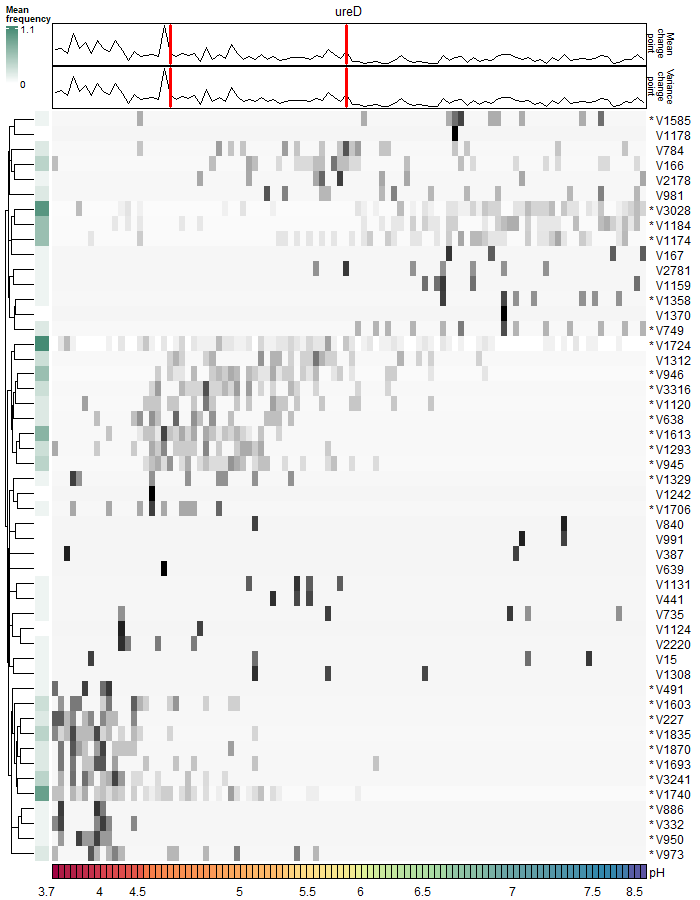 ureD
Mean
frequency
1.1
0
Mean
change
point
Variance
change
point
* V1585
V1178
V784
V166
V2178
V981
* V3028
* V1184
* V1174
V167
V2781
V1159
* V1358
V1370
* V749
* V1724
V1312
* V946
* V3316
* V1120
* V638
* V1613
* V1293
* V945
* V1329
V1242
* V1706
V840
V991
V387
V639
V1131
V441
V735
V1124
V2220
V15
V1308
* V491
* V1603
* V227
* V1835
* V1870
* V1693
* V3241
* V1740
* V886
* V332
* V950
* V973
pH
3.7 4 4.5 5 5.5 6 6.5 7 7.5 8.5